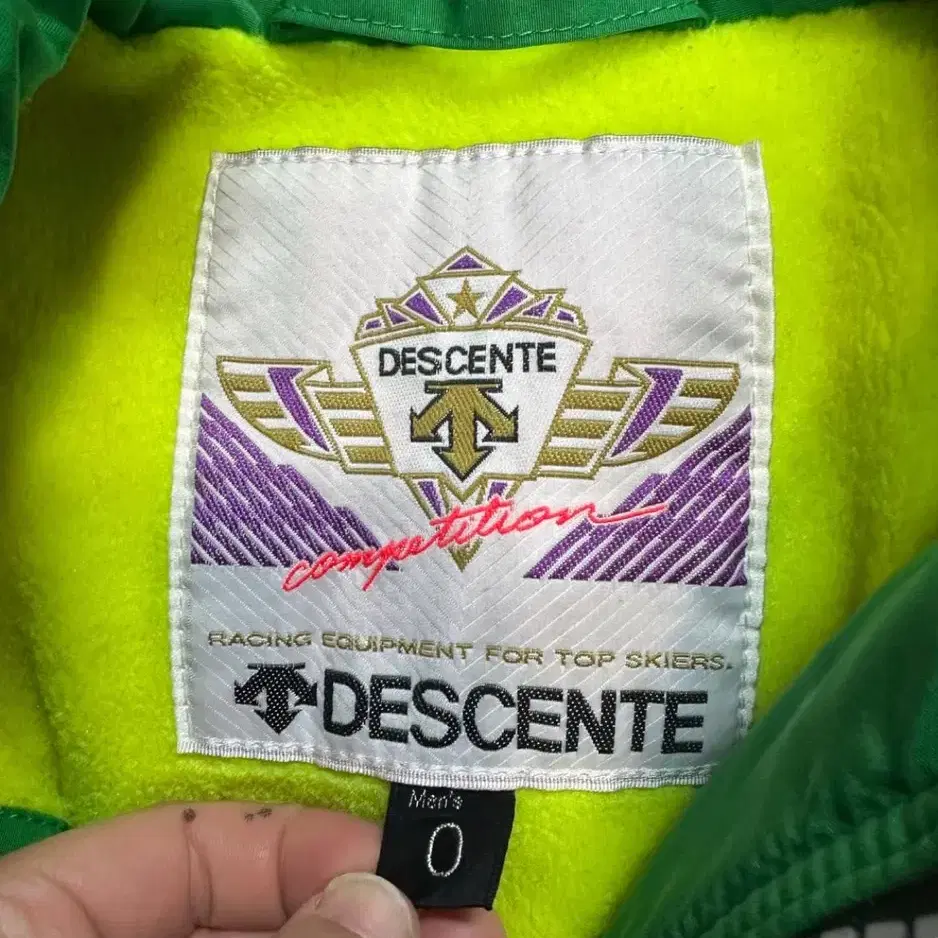 DESCENTE
competition
RACING EQUIPMENT FOR TOP SKIERS.
DESCENTE
Men's
O